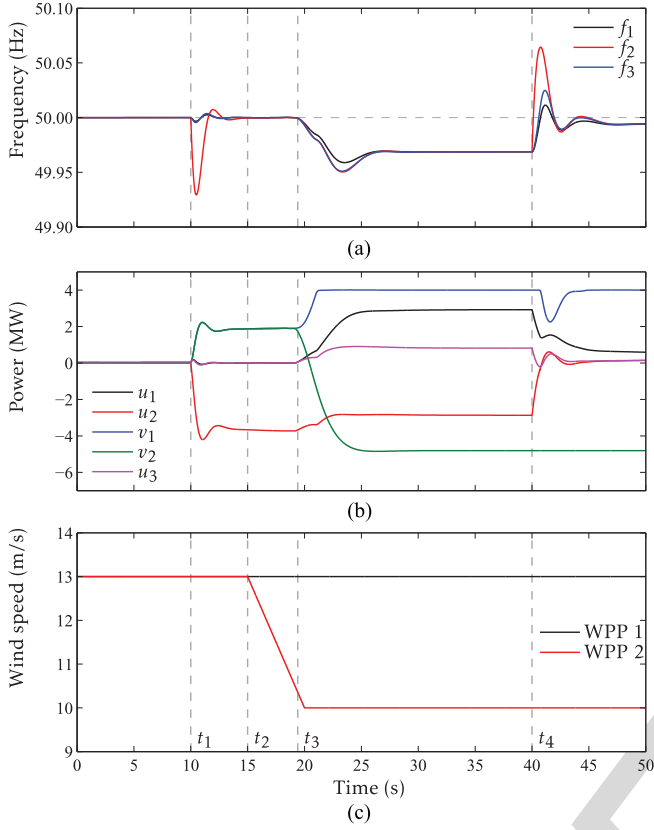 Frequency (Hz)
50.10
50.05
50.00
49.95
49.90
f1
f2
f3
(a)
Power (MW)
4
2
0
−2
−4
−6
u1
u2
v1
v2
u3
(b)
Wind speed (m/s)
14
13
12
11
10
9
WPP 1
WPP 2
t1 t2 t3 t4
0 5 10 15 20 25 30 35 40 45 50
Time (s)
(c)